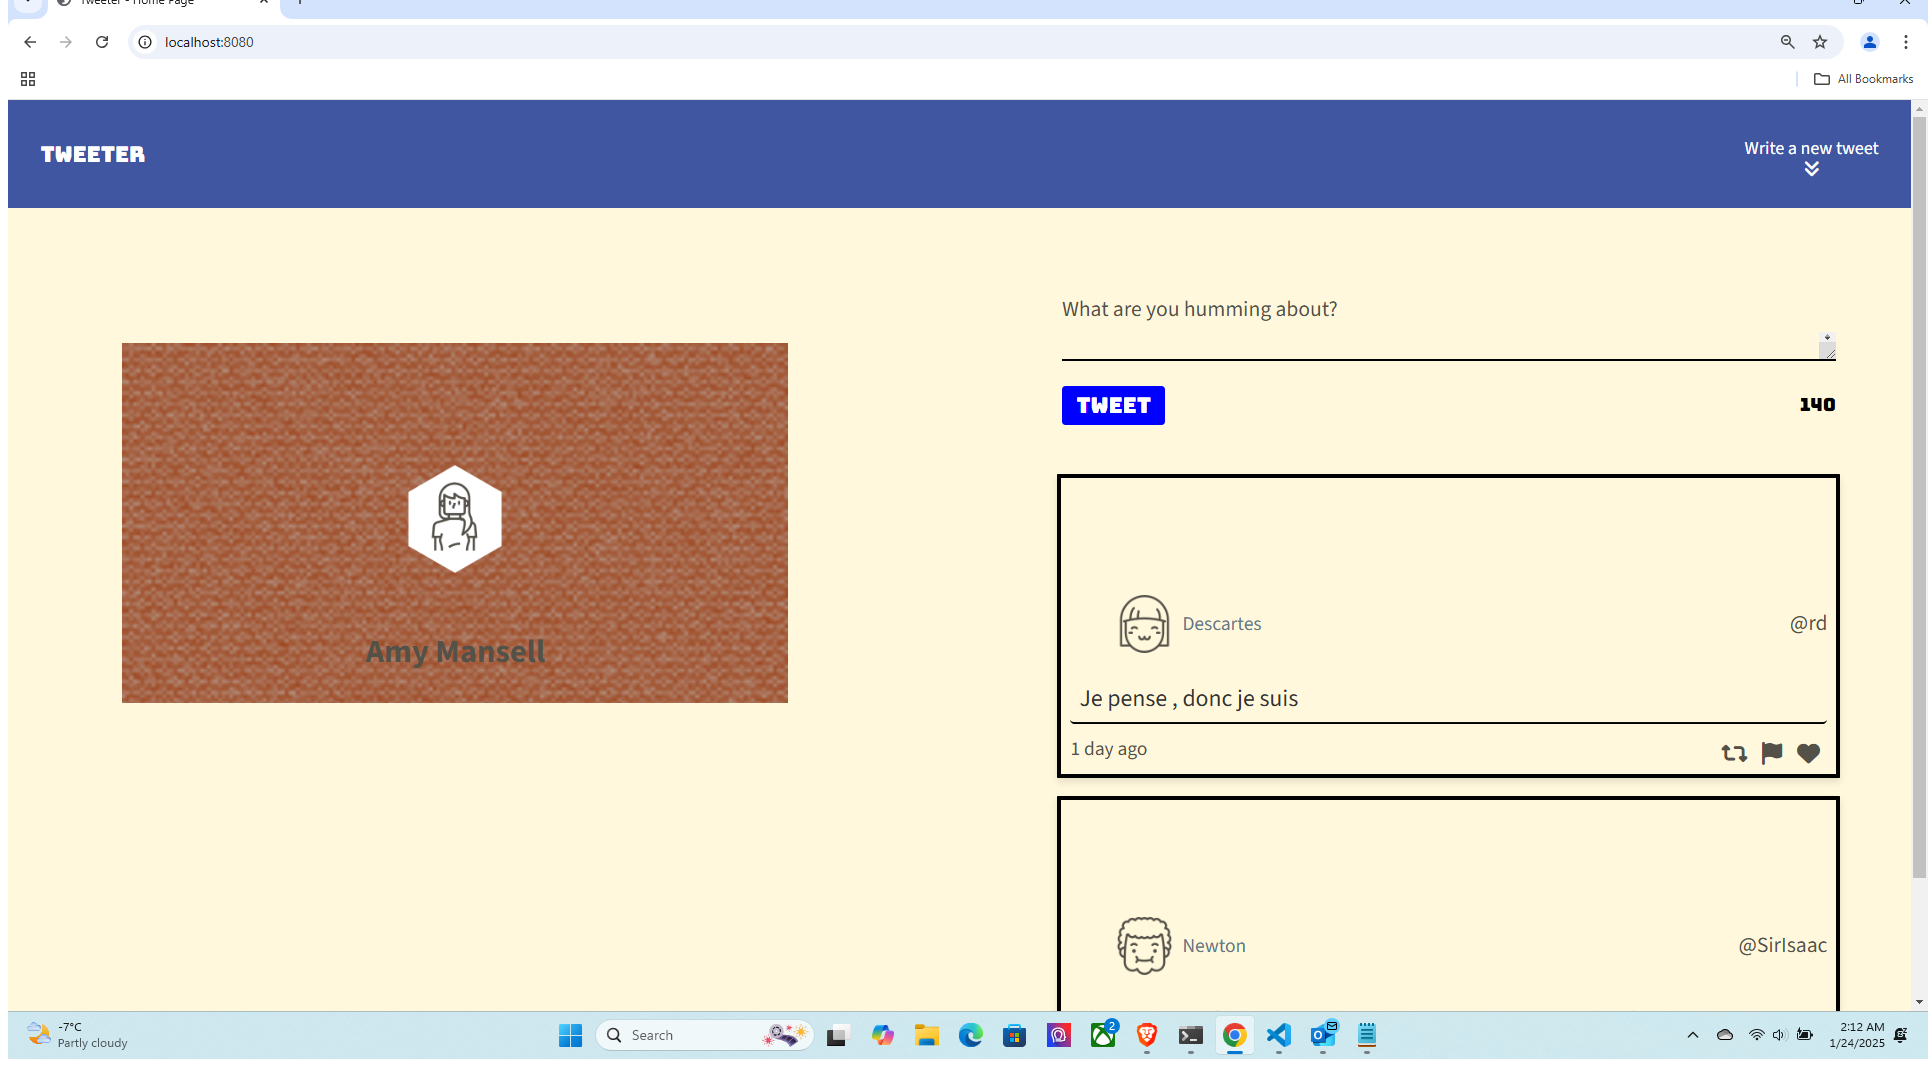 Tweeter - Home Page
localhost:8080
All Bookmarks
TWEETER
Write a new tweet
What are you humming about?
TWEET
140
Amy Mansell
Descartes
@rd
Je pense , donc je suis
1 day ago
Newton
@SirIsaac
-7°C
Partly cloudy
Search
2
2:12 AM
1/24/2025